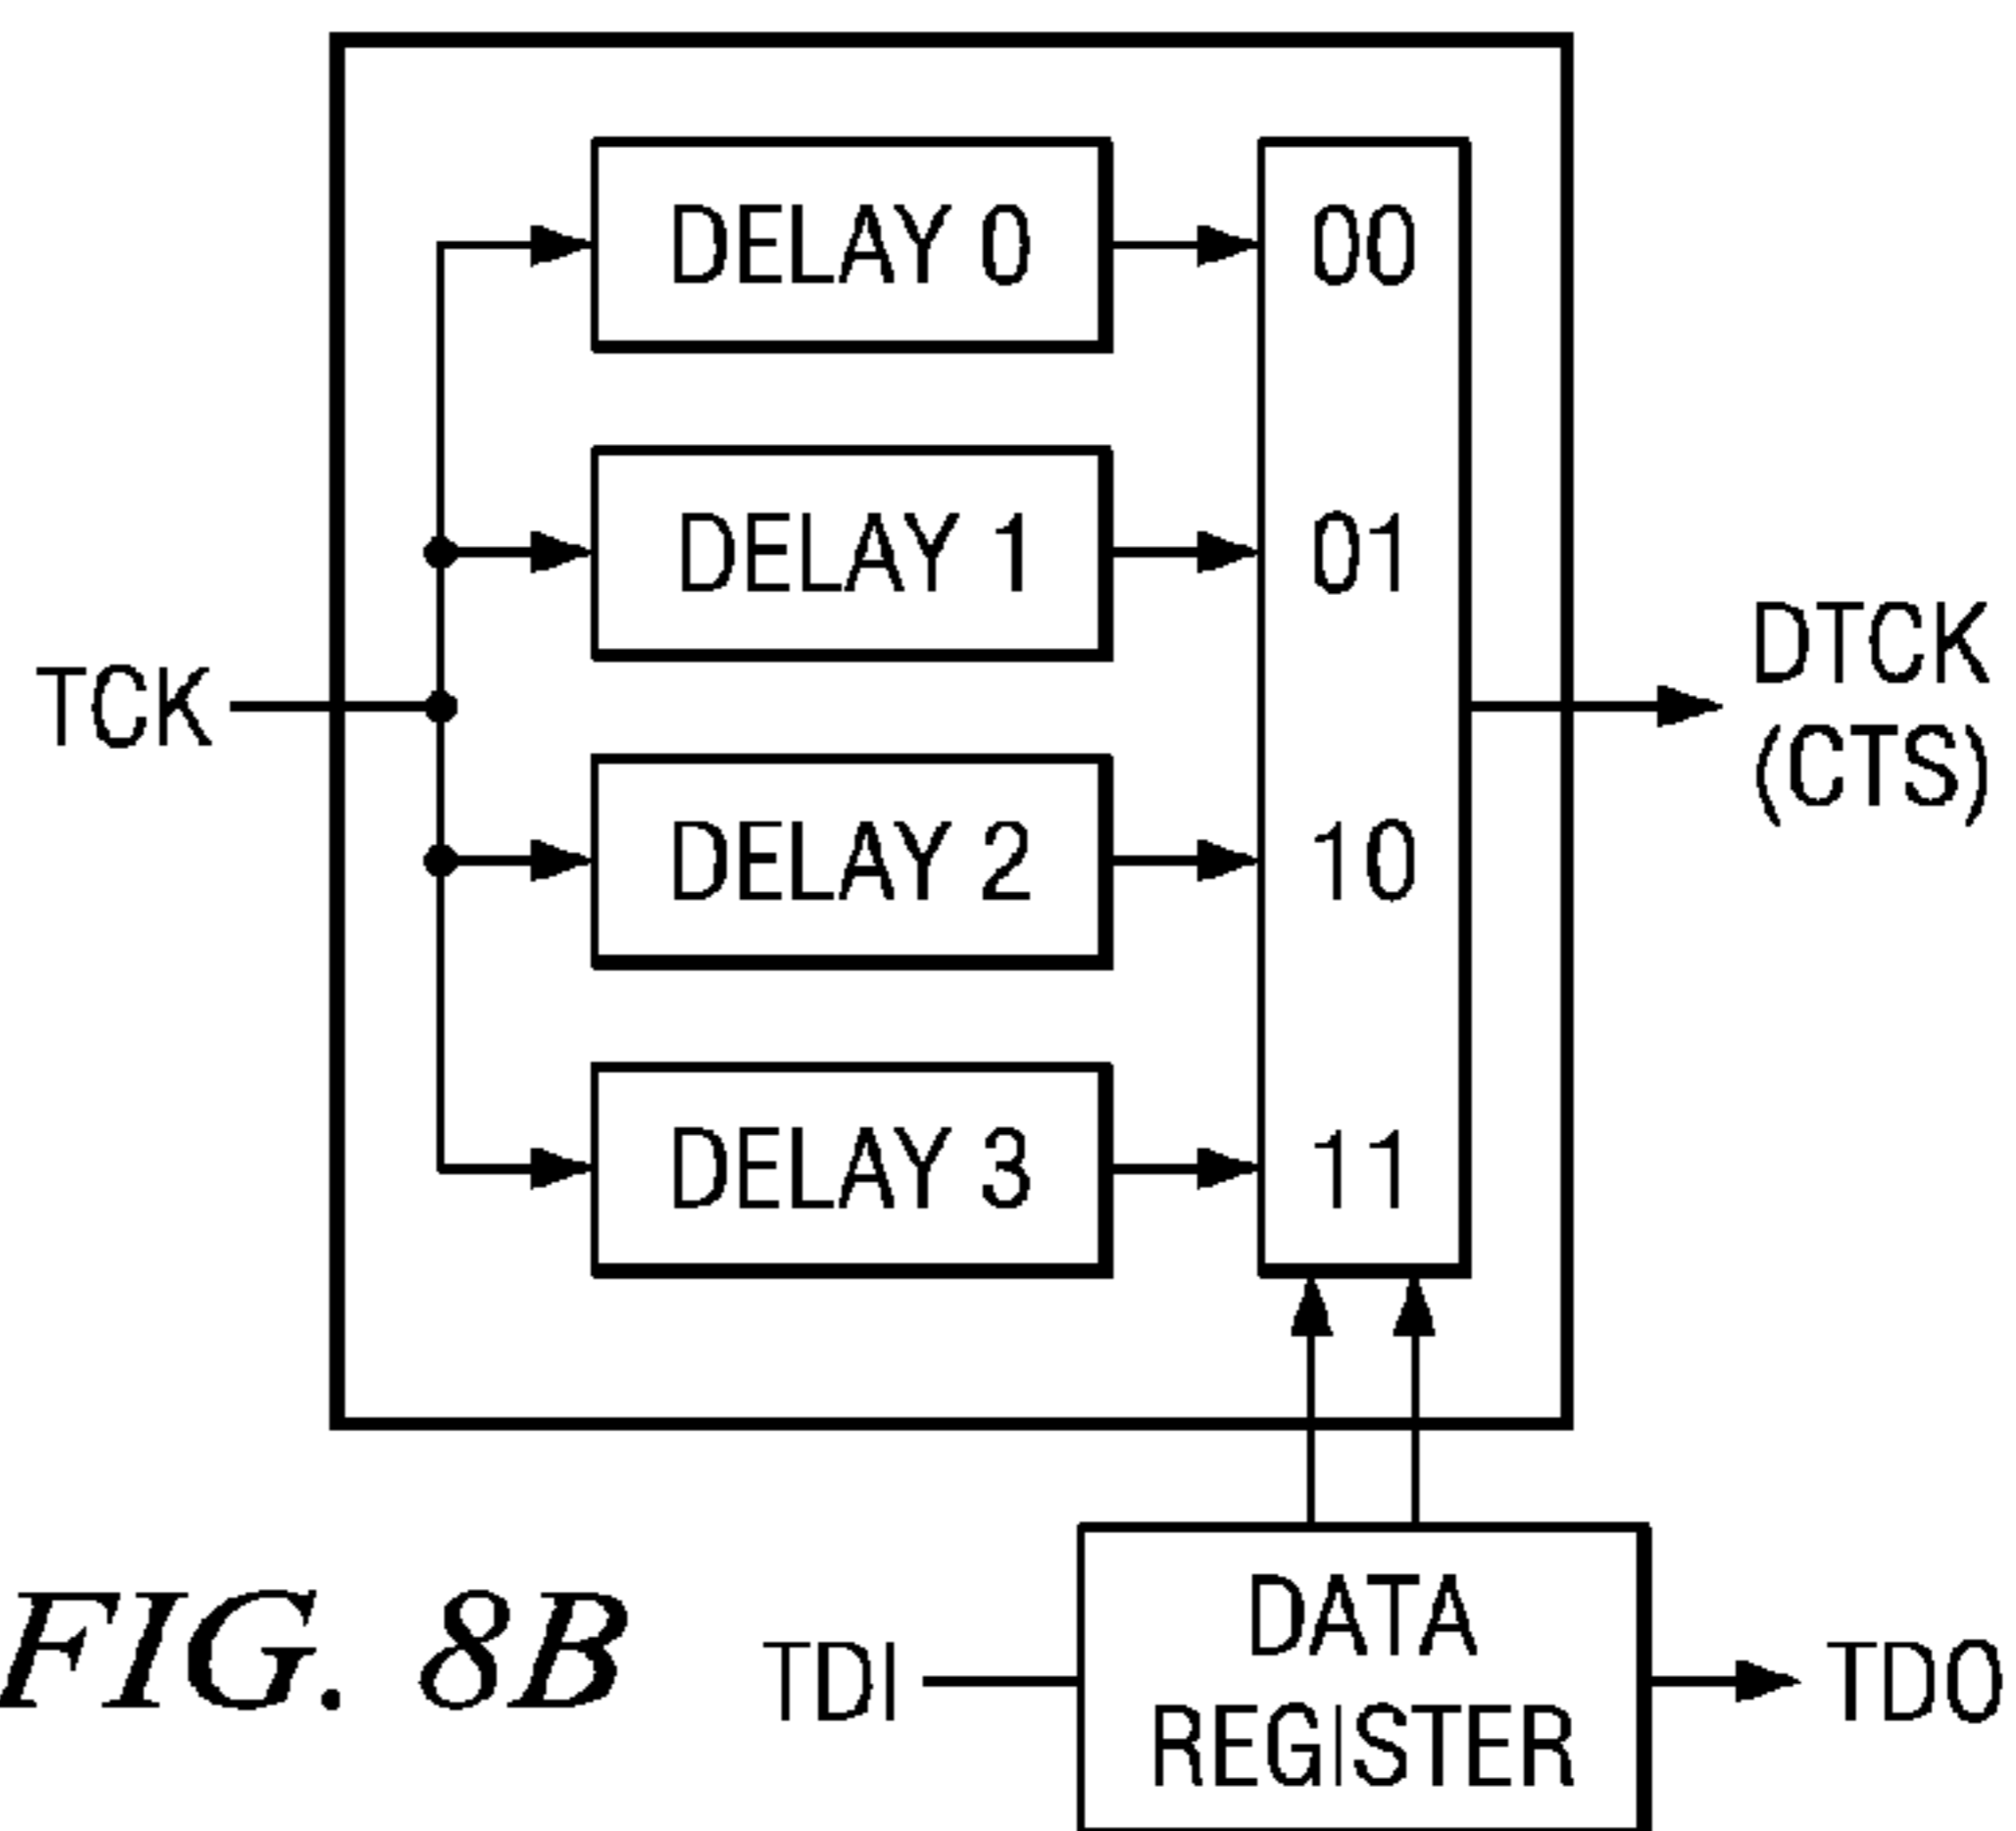 DELAY 0
00
DELAY 1
01
TCK
DTCK
(CTS)
DELAY 2
10
DELAY 3
11
DATA
REGISTER
TDI
TDO
FIG. 8B